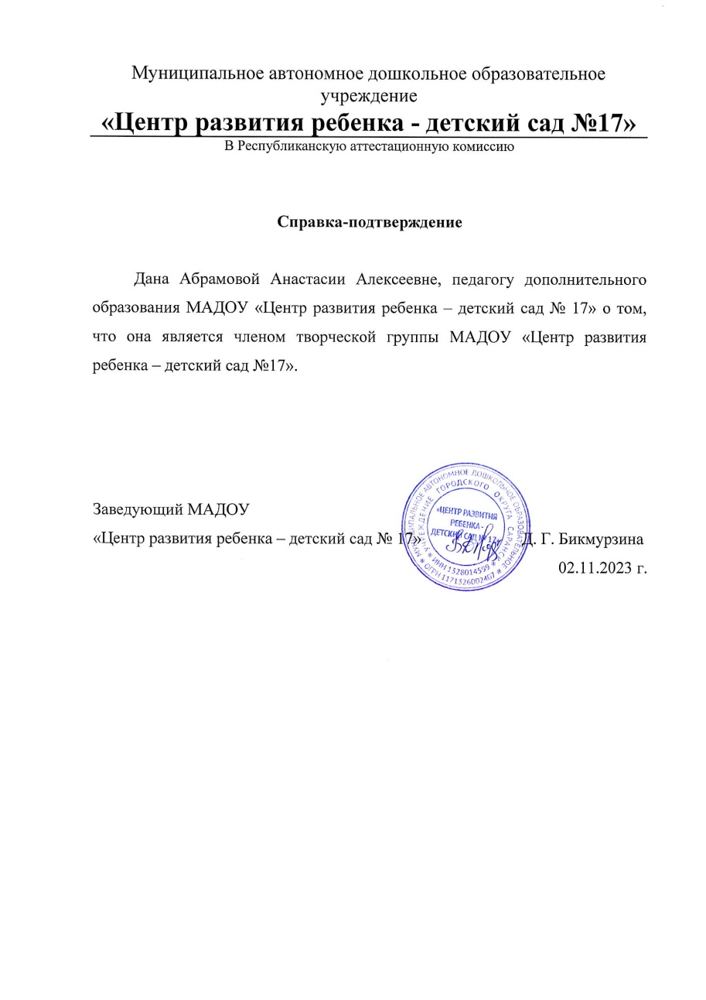 Муниципальное автономное дошкольное образовательное
учреждение
«Центр развития ребенка - детский сад №17»
В Республиканскую аттестационную комиссию
Справка-подтверждение
Дана Абрамовой Анастасии Алексеевне, педагогу дополнительного
образования МАДОУ «Центр развития ребенка – детский сад № 17» о том,
что она является членом творческой группы МАДОУ «Центр развития
ребенка – детский сад №17».
Заведующий МАДОУ
«Центр развития ребенка – детский сад № 17»
Д. Г. Бикмурзина
02.11.2023 г.
МУНИЦИПАЛЬНОЕ АВТОНОМНОЕ ДОШКОЛЬНОЕ ОБРАЗОВАТЕЛЬНОЕ
УЧРЕЖДЕНИЕ ГОРОДСКОГО ОКРУГА САРАНСК
«ЦЕНТР РАЗВИТИЯ
РЕБЕНКА -
ДЕТСКИЙ САД № 17»
ИНН 1328014599
ОГРН 1171326002407